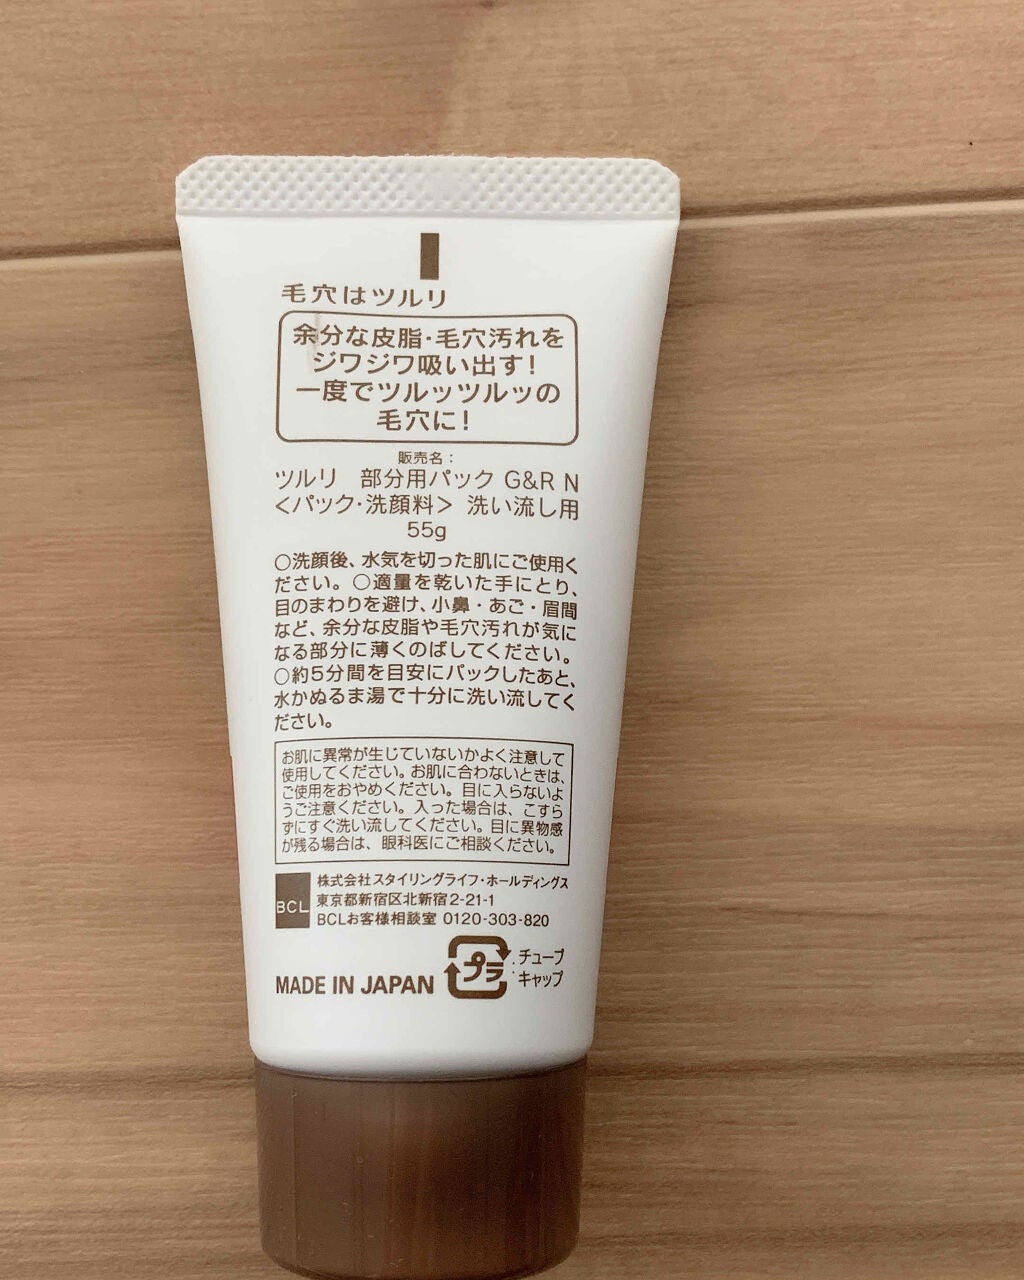 毛穴はツルリ
余分な皮脂・毛穴汚れを
ジワジワ吸い出す!
一度でツルッツルッの
毛穴に!
販売名:
ツルリ 部分用パック G&R N
<パック・洗顔料> 洗い流し用
55g
○洗顔後、水気を切った肌にご使用く
ださい。○適量を乾いた手にとり、
目のまわりを避け、小鼻・あご・眉間
など、余分な皮脂や毛穴汚れが気に
なる部分に薄くのばしてください。
○約5分間を目安にパックしたあと、
水かぬるま湯で十分に洗い流してく
ださい。
お肌に異常が生じていないかよく注意して
使用してください。お肌に合わないときは、
ご使用をおやめください。目に入らないよ
うご注意ください。入った場合は、こすら
ずにすぐ洗い流してください。目に異物感
が残る場合は、眼科医にご相談ください。
BCL
株式会社スタイリングライフ・ホールディングス
東京都新宿区北新宿2-21-1
BCLお客様相談室 0120-303-820
MADE IN JAPAN
プラ
:チューブ
キャップ